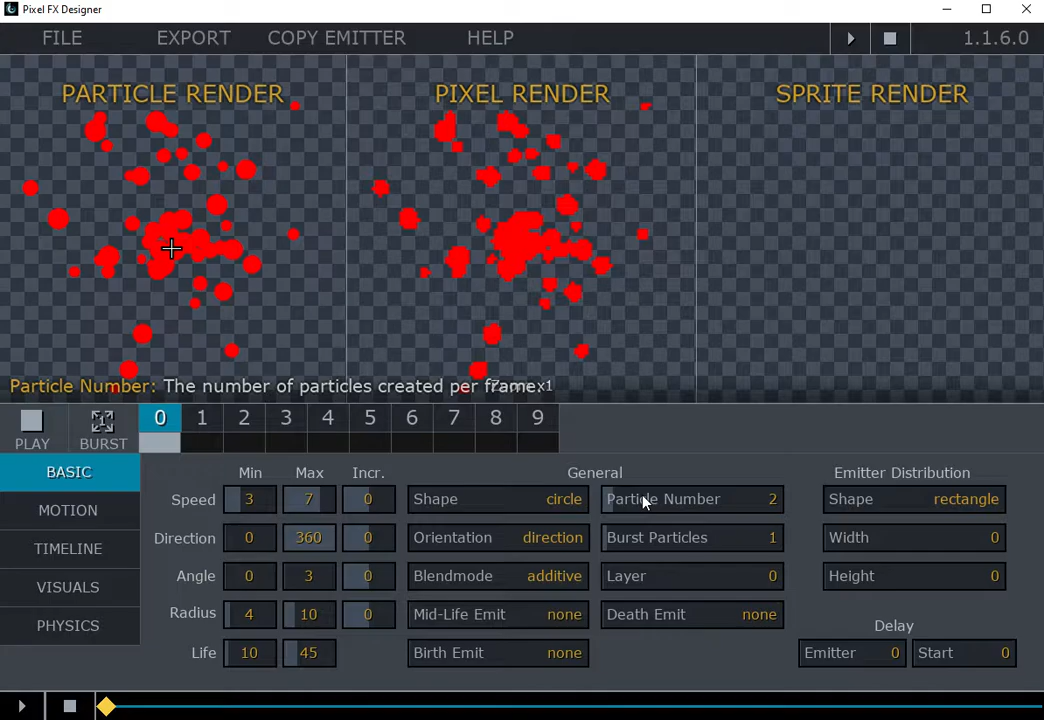 Pixel FX Designer
FILE EXPORT COPY EMITTER HELP 1.1.6.0
PARTICLE RENDER PIXEL RENDER SPRITE RENDER
Particle Number: The number of particles created per frame. x1
0 1 2 3 4 5 6 7 8 9
PLAY BURST
BASIC
MOTION
TIMELINE
VISUALS
PHYSICS
Min Max Incr.
Speed 3 7 0
Direction 0 360 0
Angle 0 3 0
Radius 4 10 0
Life 10 45
General
Shape circle
Orientation direction
Blendmode additive
Mid-Life Emit none
Birth Emit none
Particle Number 2
Burst Particles 1
Layer 0
Death Emit none
Emitter Distribution
Shape rectangle
Width 0
Height 0
Delay
Emitter 0 Start 0